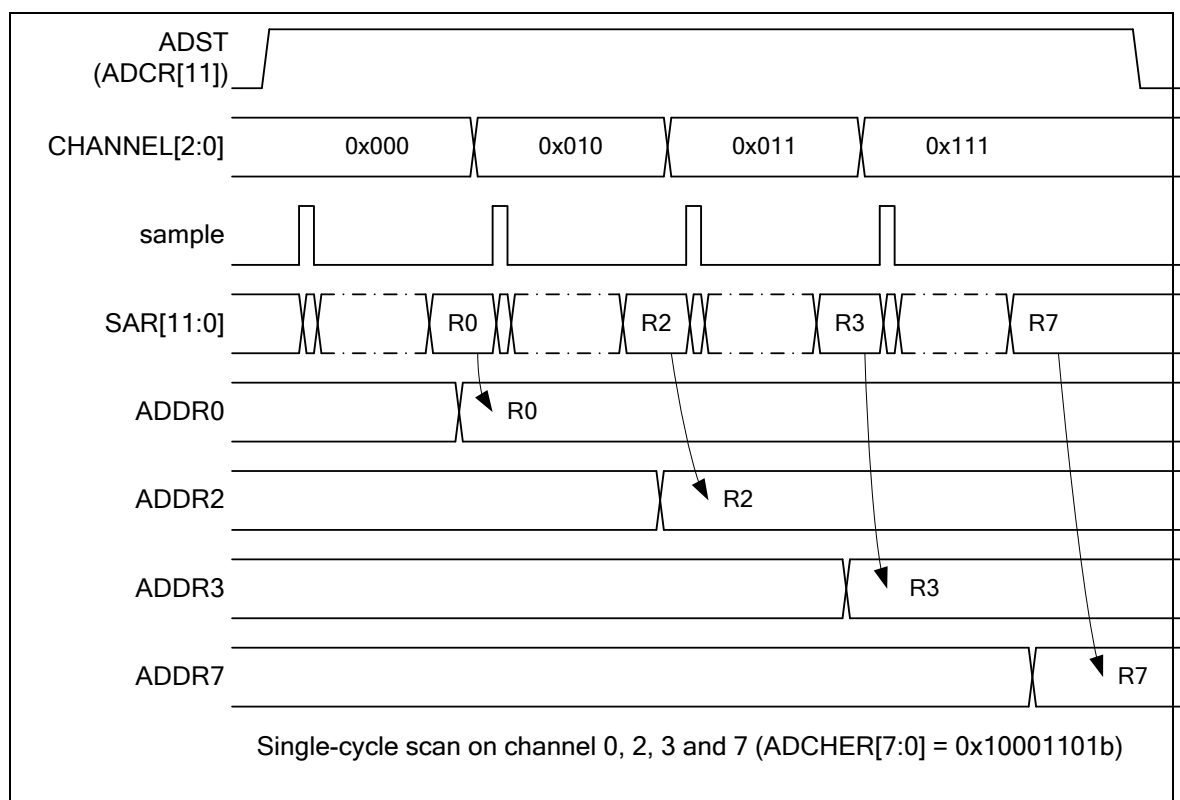 ADST
(ADCR[11])
CHANNEL[2:0] 0x000 0x010 0x011 0x111
sample
SAR[11:0] R0 R2 R3 R7
ADDR0 R0
ADDR2 R2
ADDR3 R3
ADDR7 R7
Single-cycle scan on channel 0, 2, 3 and 7 (ADCHER[7:0] = 0x10001101b)